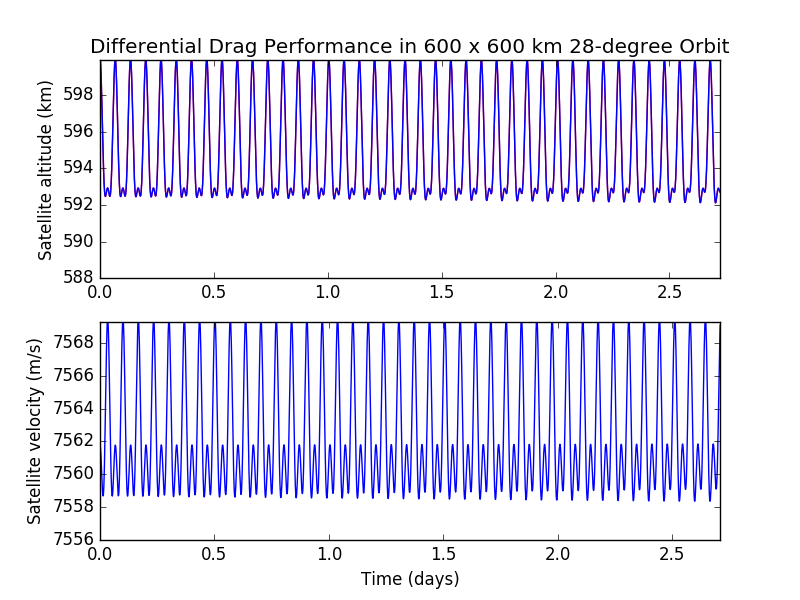 Differential Drag Performance in 600 x 600 km 28-degree Orbit
Satellite altitude (km)
598
596
594
592
590
588
0.0 0.5 1.0 1.5 2.0 2.5
Satellite velocity (m/s)
7568
7566
7564
7562
7560
7558
7556
0.0 0.5 1.0 1.5 2.0 2.5
Time (days)